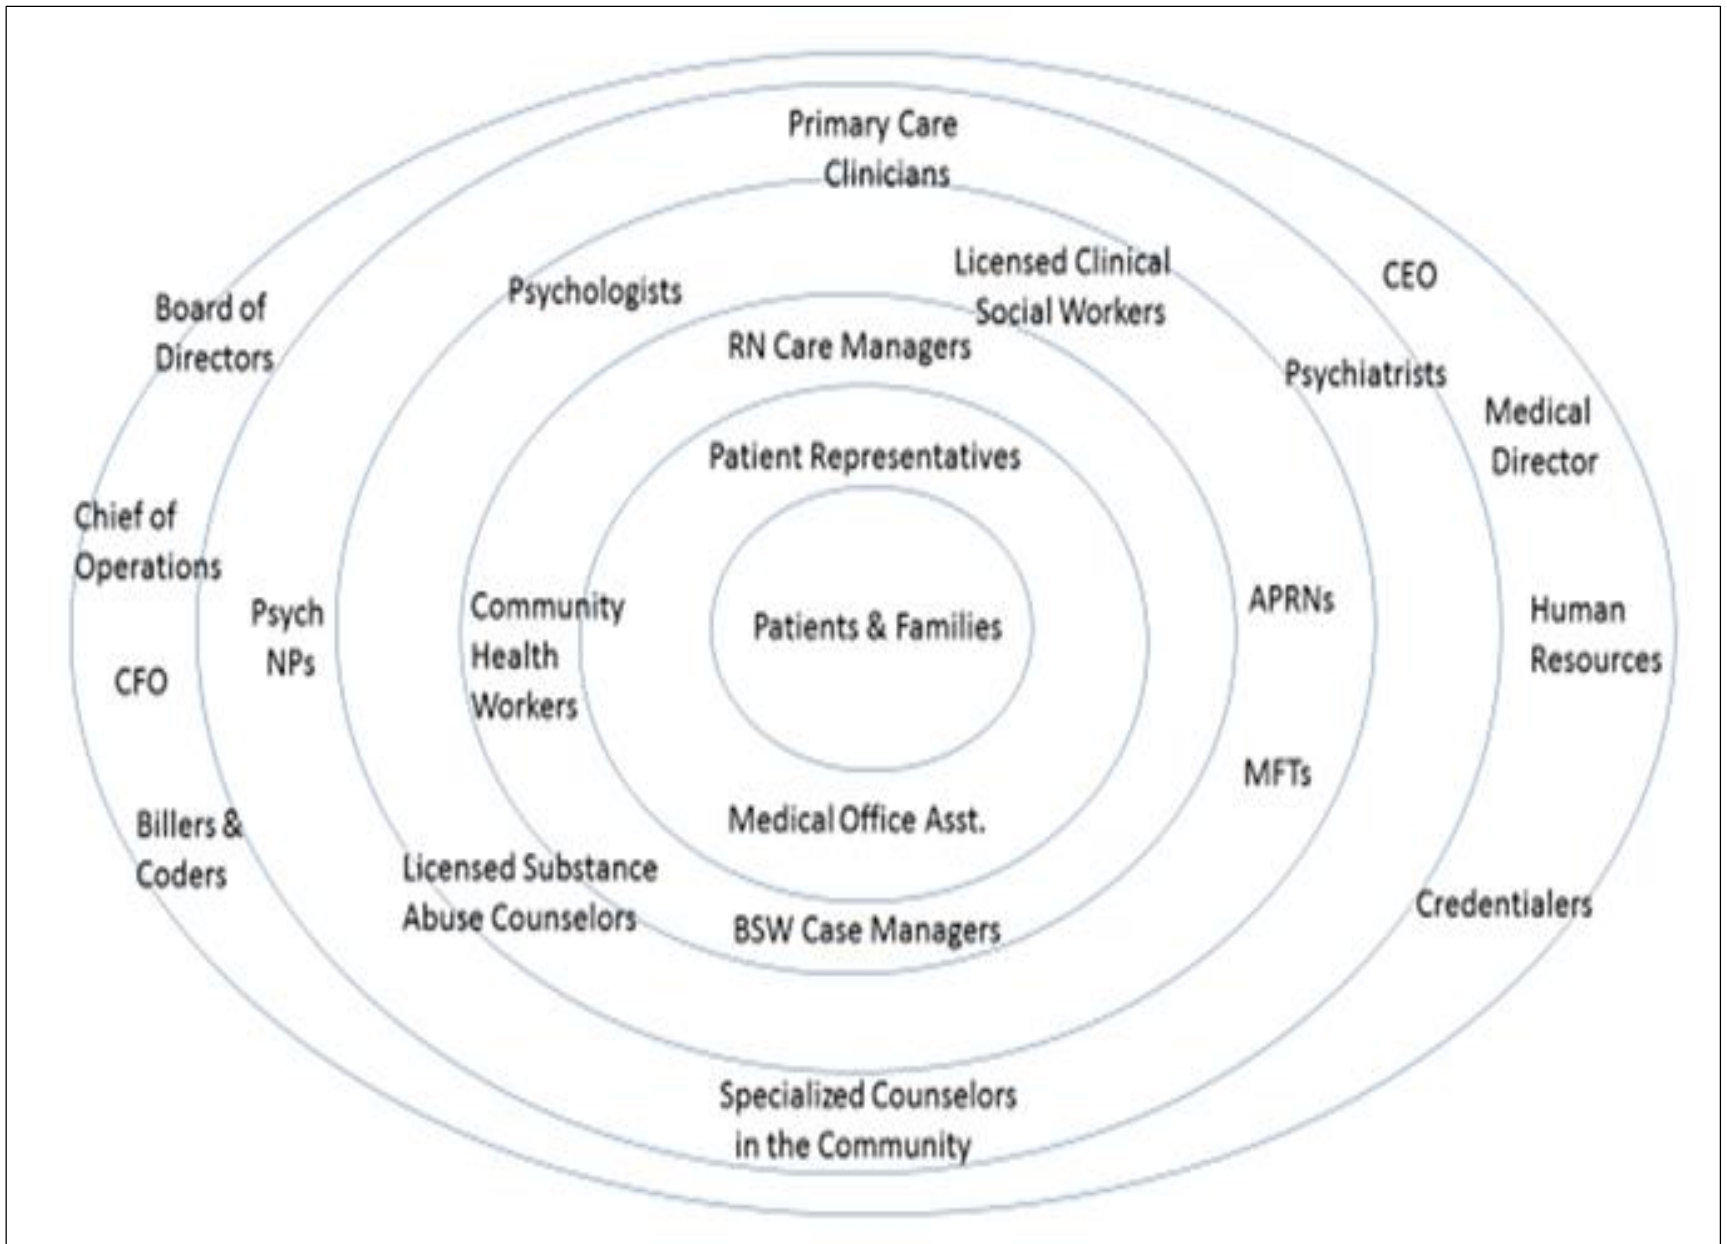 Primary Care
Clinicians
Licensed Clinical
Social Workers
CEO
Psychologists
Board of
Directors
RN Care Managers
Psychiatrists
Medical
Director
Patient Representatives
Chief of
Operations
Psych
NPs
Community
Health
Workers
Patients & Families
APRNs
Human
Resources
CFO
MFTs
Billers &
Coders
Medical Office Asst.
Licensed Substance
Abuse Counselors
BSW Case Managers
Credentialers
Specialized Counselors
in the Community